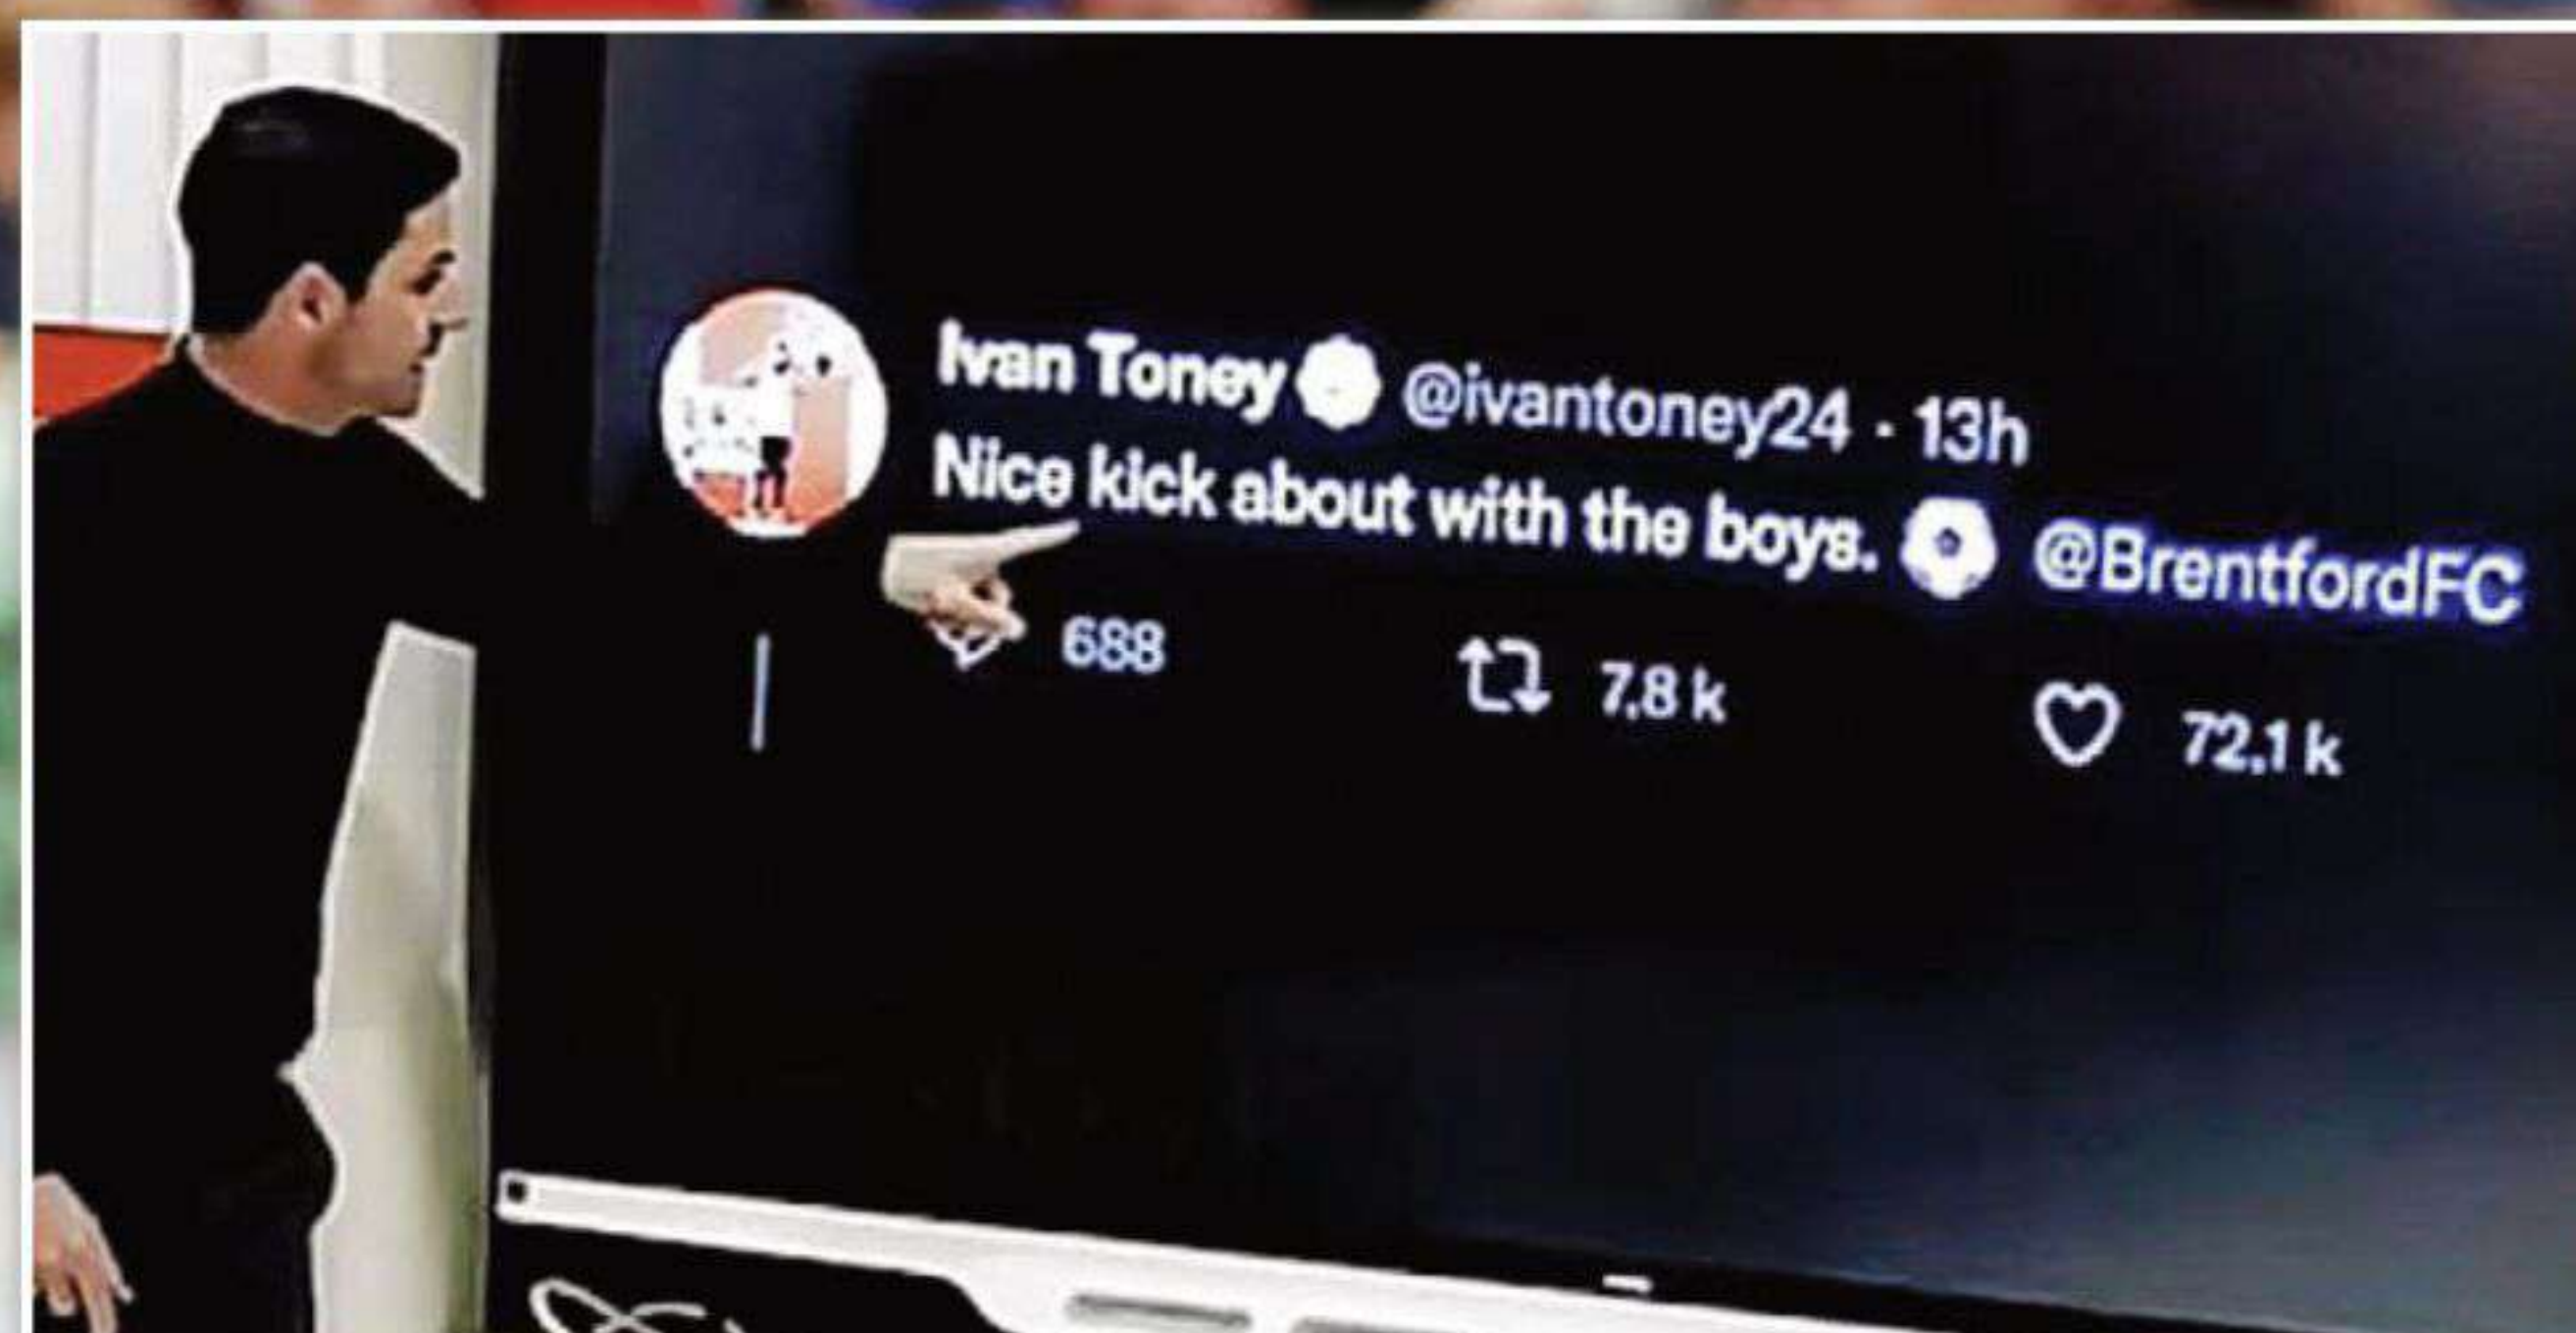 Ivan Toney @ivantoney24 · 13h
Nice kick about with the boys. @BrentfordFC
688 7.8 k 72.1 k